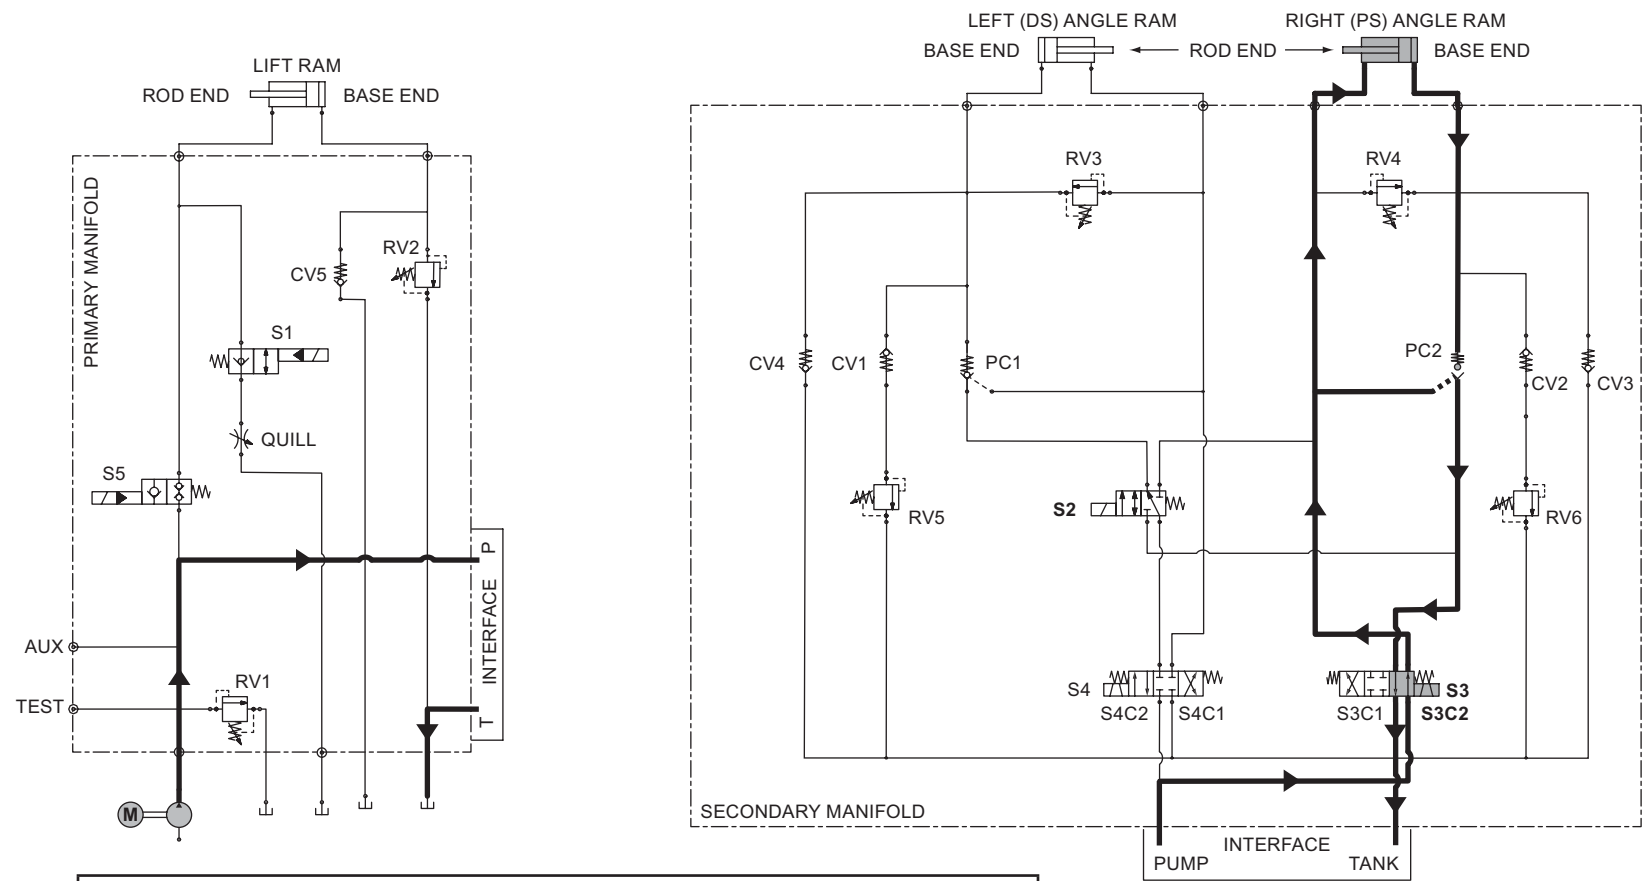 LEFT (DS) ANGLE RAM
RIGHT (PS) ANGLE RAM
BASE END
ROD END
BASE END
LIFT RAM
ROD END
BASE END
PRIMARY MANIFOLD
RV3
RV4
CV5
RV2
S1
CV4
CV1
PC1
PC2
CV2
CV3
QUILL
S5
S2
RV5
RV6
P
INTERFACE
T
AUX
TEST
RV1
S4
S4C2
S4C1
S3
S3C1
S3C2
M
SECONDARY MANIFOLD
INTERFACE
PUMP
TANK